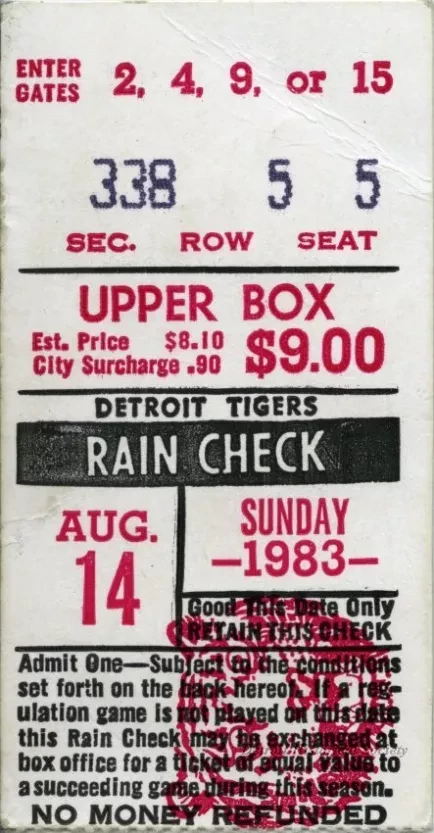 ENTER GATES 2, 4, 9, or 15
338 5 5
SEC. ROW SEAT
UPPER BOX
Est. Price $8.10
City Surcharge .90
$9.00
DETROIT TIGERS
RAIN CHECK
AUG. 14
SUNDAY
—1983—
Good This Date Only
RETAIN THIS CHECK
Admit One—Subject to the conditions
set forth on the back hereof. If a reg-
ulation game is not played on this date
this Rain Check may be exchanged at
box office for a ticket of equal value to
a succeeding game during this season.
NO MONEY REFUNDED